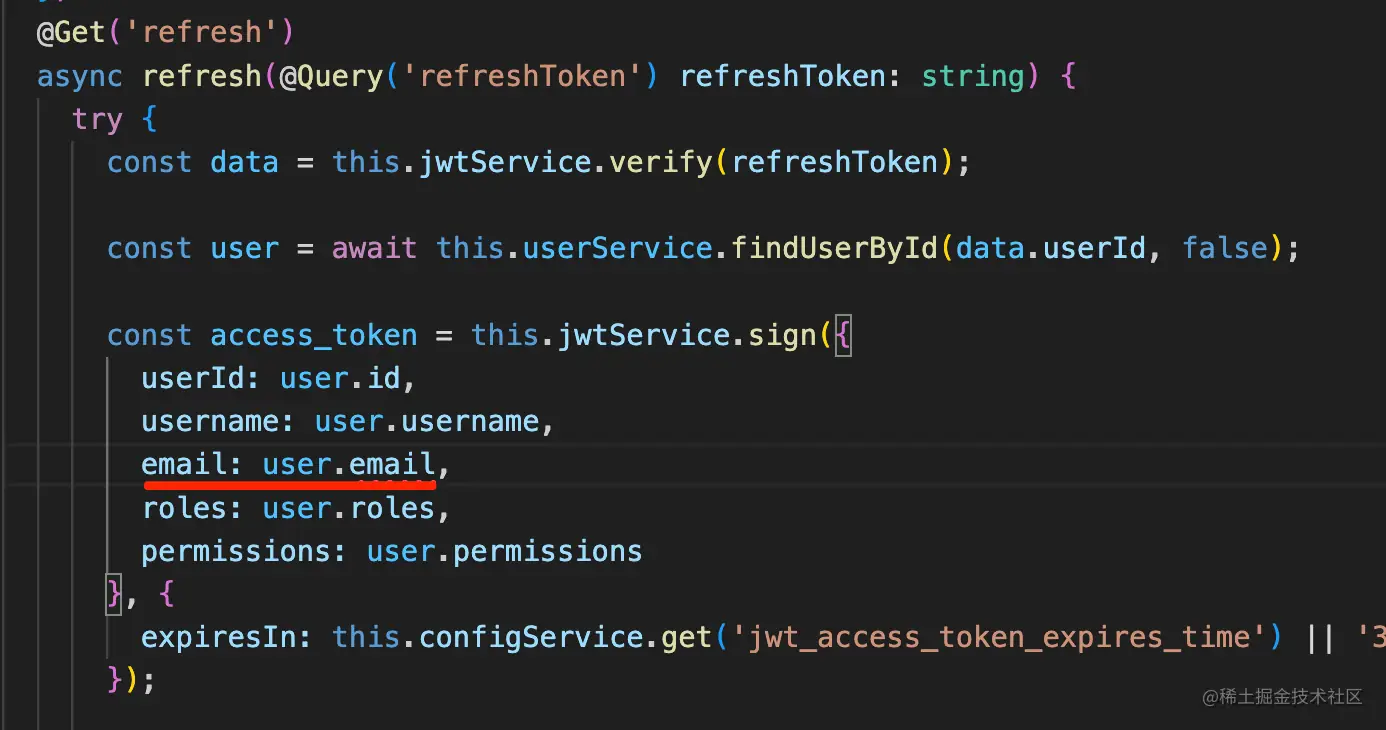 @Get('refresh')
async refresh(@Query('refreshToken') refreshToken: string) {
try {
const data = this.jwtService.verify(refreshToken);
const user = await this.userService.findUserById(data.userId, false);
const access_token = this.jwtService.sign({
userId: user.id,
username: user.username,
email: user.email,
roles: user.roles,
permissions: user.permissions
}, {
expiresIn: this.configService.get('jwt_access_token_expires_time') || '3
});
@稀土掘金技术社区